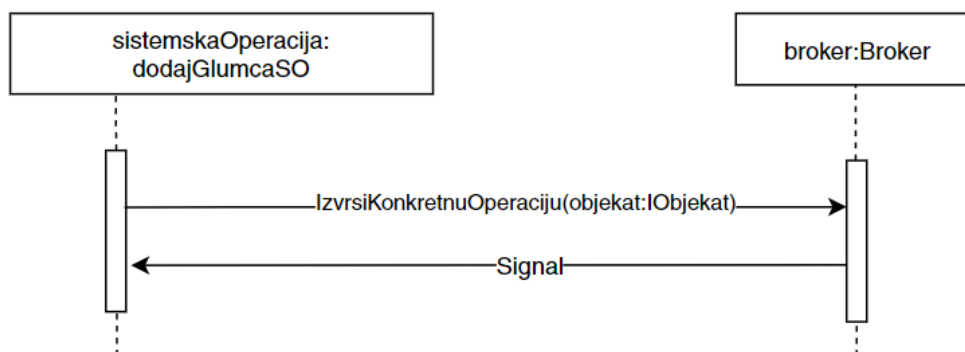 sistemskaOperacija:
dodajGlumcaSO
broker:Broker
IzvrsiKonkretnuOperaciju(objekat:IObjekat)
Signal